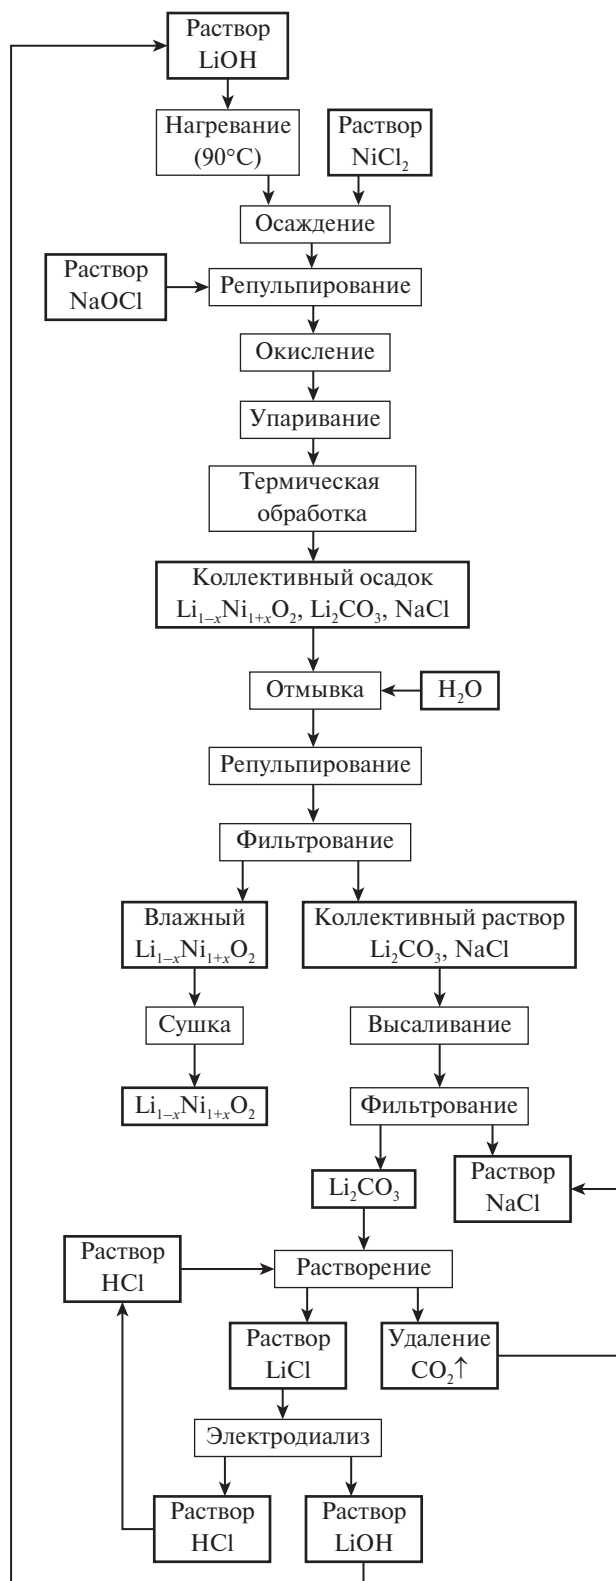 Раствор
LiOH
Нагревание
(90°C)
Раствор
NiCl₂
Осаждение
Раствор
NaOCl
Репульпирование
Окисление
Упаривание
Термическая
обработка
Коллективный осадок
Li₁₋ₓNi₁₊ₓO₂, Li₂CO₃, NaCl
Отмывка
H₂O
Репульпирование
Фильтрование
Влажный
Li₁₋ₓNi₁₊ₓO₂
Коллективный раствор
Li₂CO₃, NaCl
Сушка
Высаливание
Li₁₋ₓNi₁₊ₓO₂
Фильтрование
Li₂CO₃
Раствор
NaCl
Раствор
HCl
Растворение
Раствор
LiCl
Удаление
CO₂↑
Электродиализ
Раствор
HCl
Раствор
LiOH